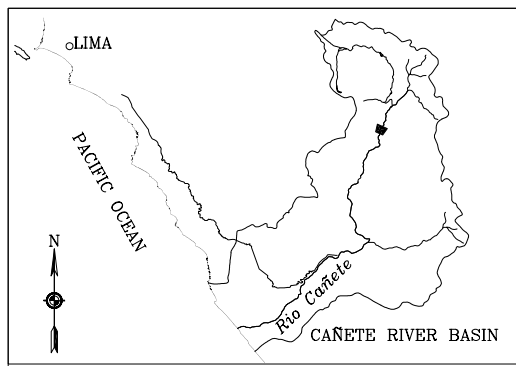 LIMA
PACIFIC OCEAN
N
Rio Cañete
CAÑETE RIVER BASIN